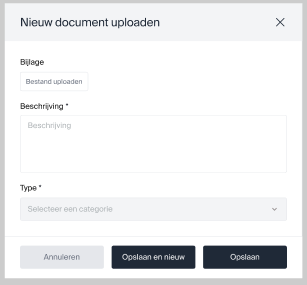 Nieuw document uploaden
Bijlage
Bestand uploaden
Beschrijving *
Beschrijving
Type *
Selecteer een categorie
Annuleren
Opslaan en nieuw
Opslaan